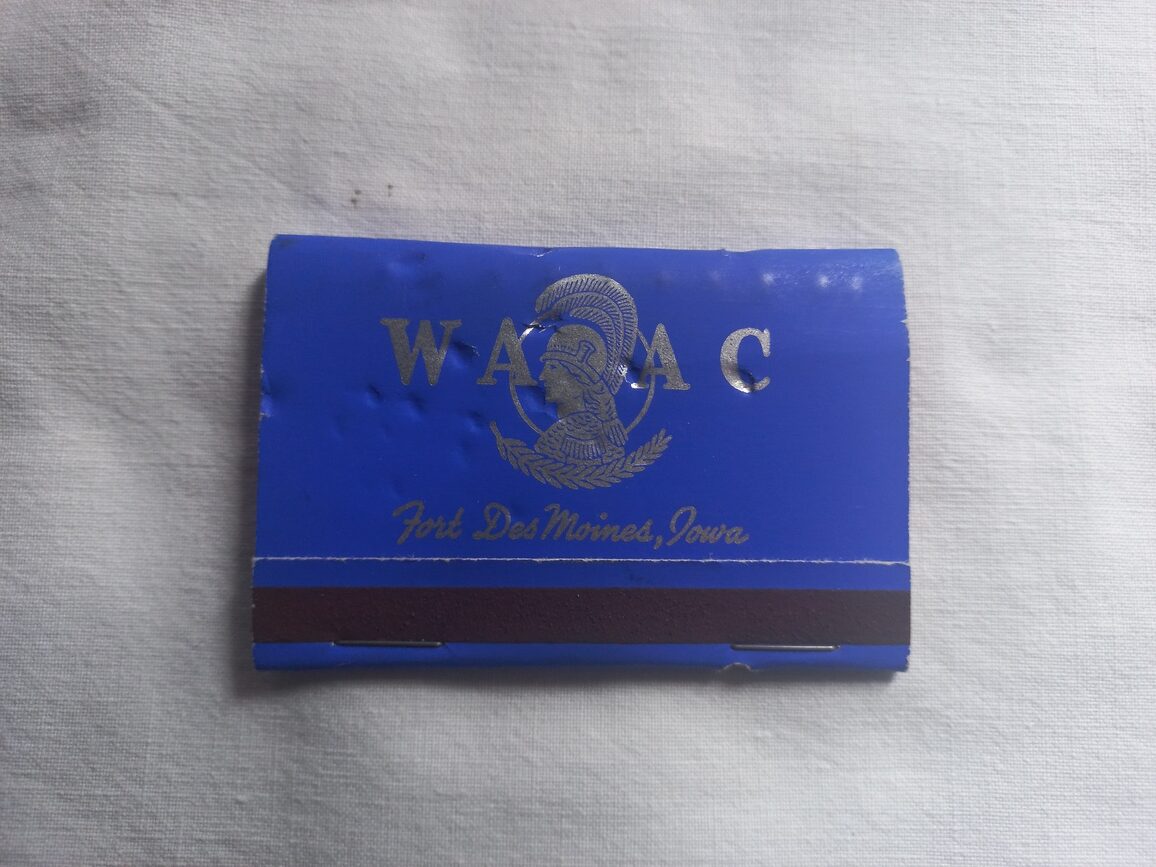 WAAC
Fort Des Moines, Iowa